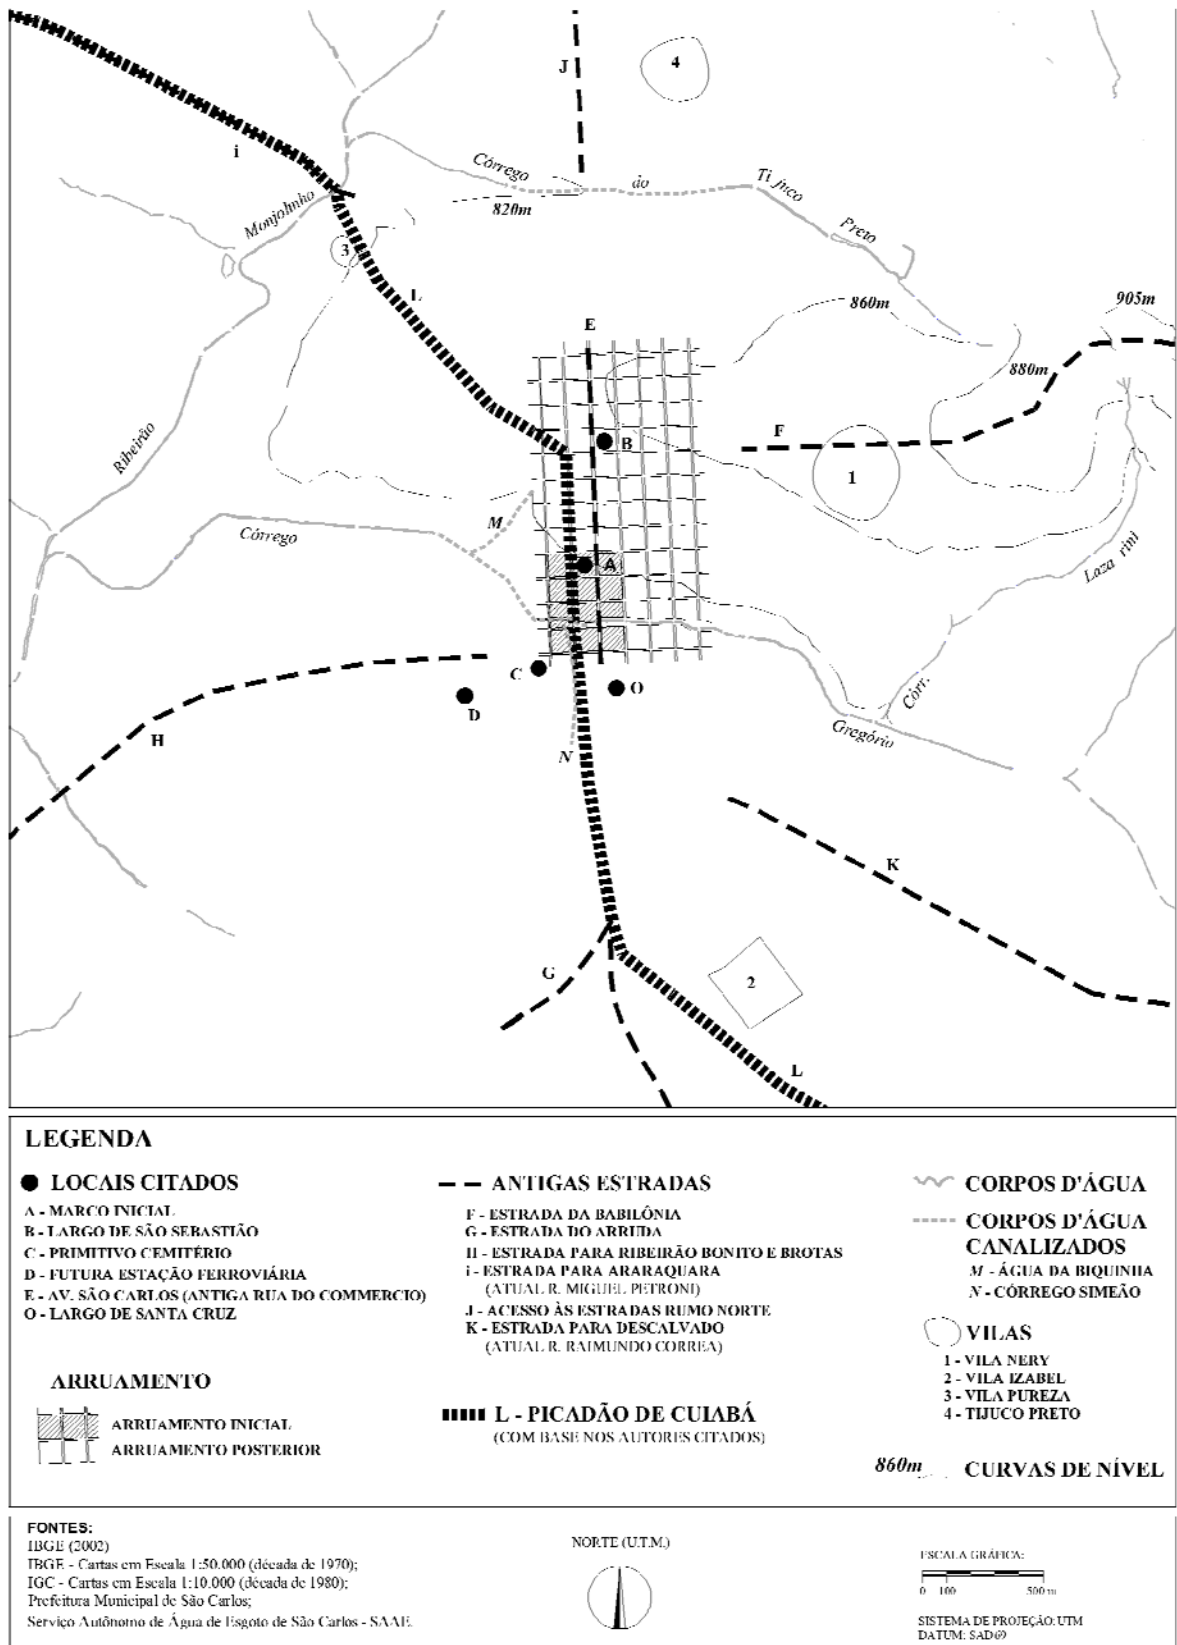 J
4
i
Córrego
do
Ti juco
Preto
820m
Monjolinho
3
L
860m
905m
E
880m
F
B
1
Ribeirão
M
Córrego
A
Laza rini
C
O
D
Córr.
H
Gregório
N
K
G
2
L
LEGENDA
LOCAIS CITADOS
A - MARCO INICIAL
B - LARGO DE SÃO SEBASTIÃO
C - PRIMITIVO CEMITÉRIO
D - FUTURA ESTAÇÃO FERROVIÁRIA
E - AV. SÃO CARLOS (ANTIGA RUA DO COMMERCIO)
O - LARGO DE SANTA CRUZ
ARRUAMENTO
ARRUAMENTO INICIAL
ARRUAMENTO POSTERIOR
ANTIGAS ESTRADAS
F - ESTRADA DA BABILÔNIA
G - ESTRADA DO ARRUDA
H - ESTRADA PARA RIBEIRÃO BONITO E BROTAS
i - ESTRADA PARA ARARAQUARA
(ATUAL R. MIGUEL PETRONI)
J - ACESSO ÀS ESTRADAS RUMO NORTE
K - ESTRADA PARA DESCALVADO
(ATUAL R. RAIMUNDO CORREA)
L - PICADÃO DE CUIABÁ
(COM BASE NOS AUTORES CITADOS)
CORPOS D'ÁGUA
CORPOS D'ÁGUA
CANALIZADOS
M - ÁGUA DA BIQUINHA
N - CÓRREGO SIMEÃO
VILAS
1 - VILA NERY
2 - VILA IZABEL
3 - VILA PUREZA
4 - TIJUCO PRETO
860m
CURVAS DE NÍVEL
FONTES:
IBGE (2002)
IBGE - Cartas em Escala 1:50.000 (década de 1970);
IGC - Cartas em Escala 1:10.000 (década de 1980);
Prefeitura Municipal de São Carlos;
Serviço Autônomo de Água de Esgoto de São Carlos - SAAE.
NORTE (U.T.M.)
ESCALA GRÁFICA:
0 100 500 m
SISTEMA DE PROJEÇÃO: UTM
DATUM: SAD69